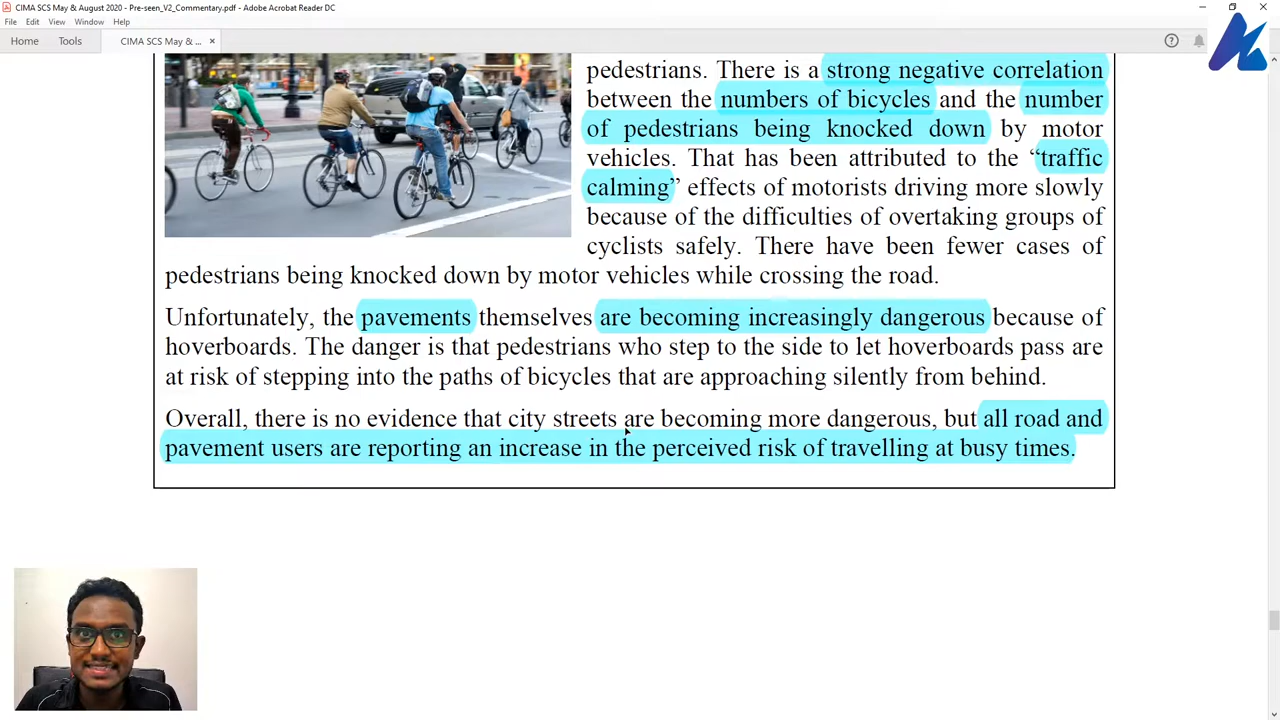 CIMA SCS May & August 2020 - Pre-seen_V2_Commentary.pdf - Adobe Acrobat Reader DC
File Edit View Window Help
Home Tools CIMA SCS May & ... ×
pedestrians. There is a strong negative correlation
between the numbers of bicycles and the number
of pedestrians being knocked down by motor
vehicles. That has been attributed to the “traffic
calming” effects of motorists driving more slowly
because of the difficulties of overtaking groups of
cyclists safely. There have been fewer cases of
pedestrians being knocked down by motor vehicles while crossing the road.
Unfortunately, the pavements themselves are becoming increasingly dangerous because of
hoverboards. The danger is that pedestrians who step to the side to let hoverboards pass are
at risk of stepping into the paths of bicycles that are approaching silently from behind.
Overall, there is no evidence that city streets are becoming more dangerous, but all road and
pavement users are reporting an increase in the perceived risk of travelling at busy times.